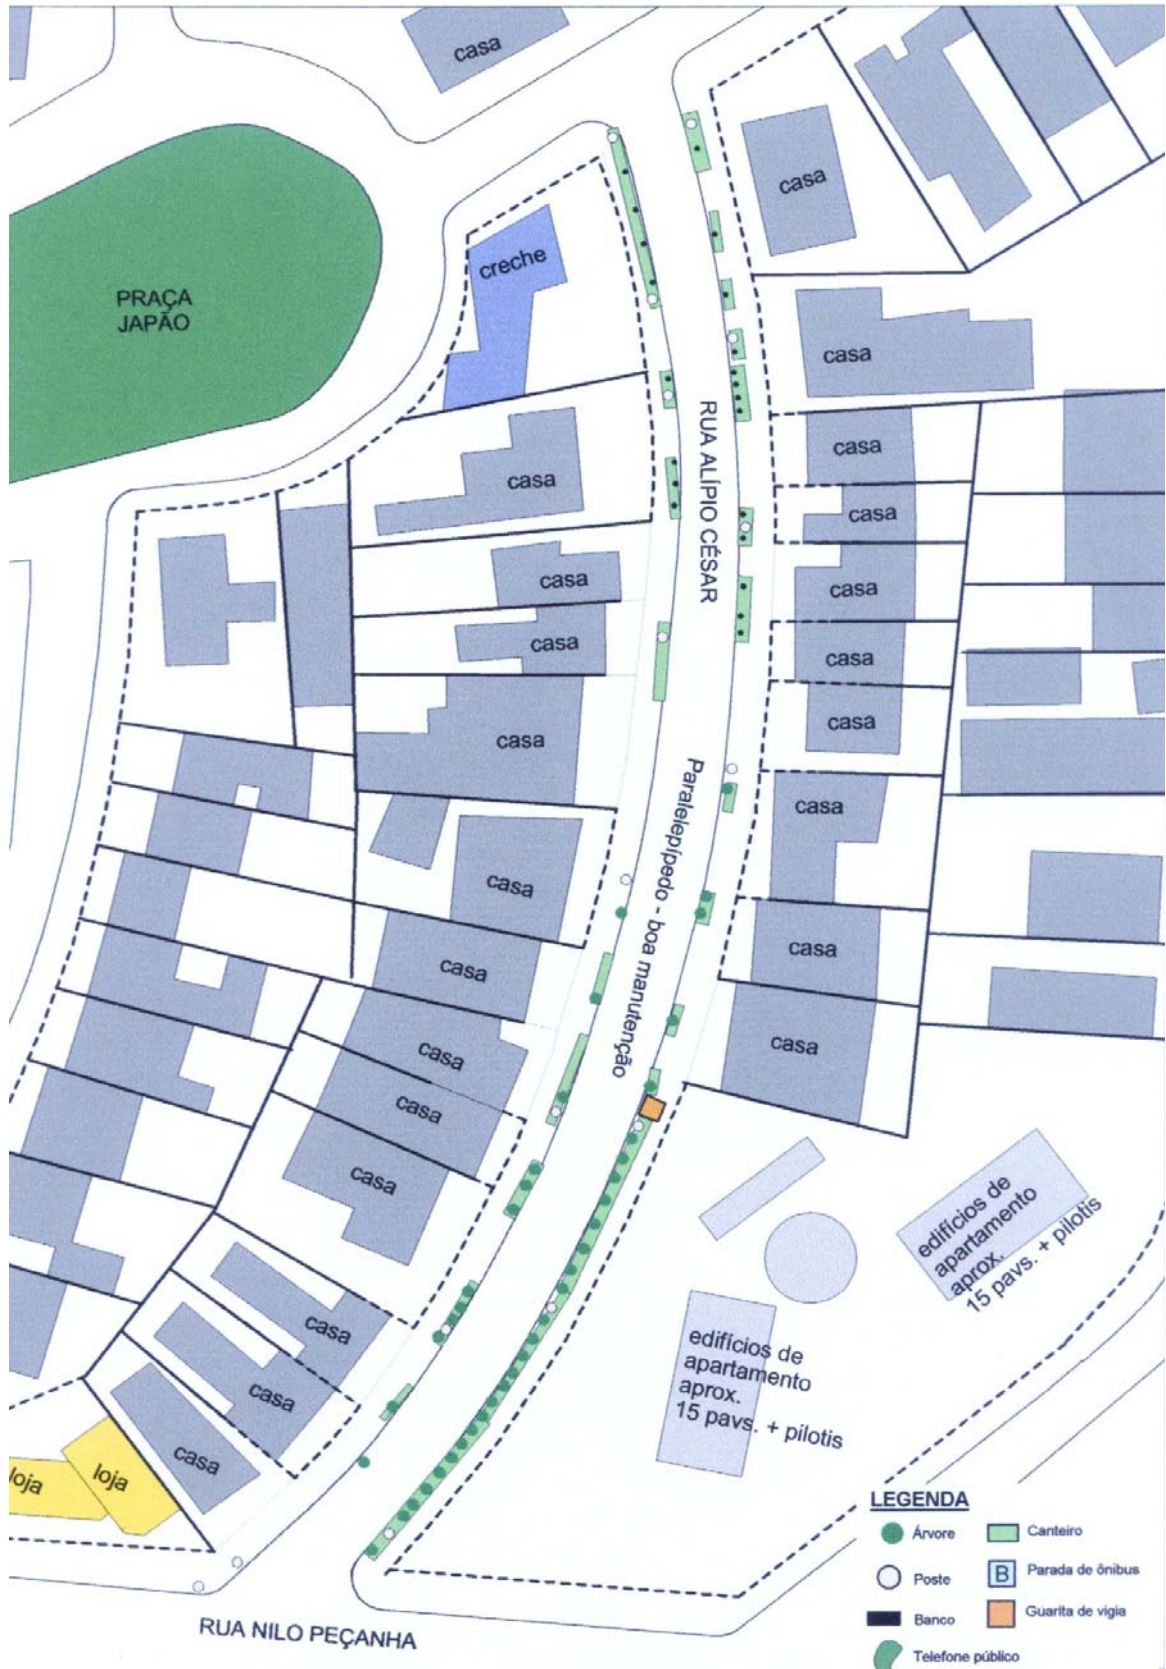 casa
casa
creche
PRAÇA
JAPÃO
casa
RUA ALÍPIO CÉSAR
casa
casa
casa
casa
casa
casa
casa
casa
casa
casa
Paralelepípedo - boa manutenção
casa
casa
casa
casa
casa
casa
casa
casa
edifícios de
apartamento
aprox.
15 pavs. + pilotis
casa
edifícios de
apartamento
aprox.
15 pavs. + pilotis
casa
casa
loja
loja
LEGENDA
Árvore
Canteiro
Poste
B
Parada de ônibus
Banco
Guarita de vigia
Telefone público
RUA NILO PEÇANHA